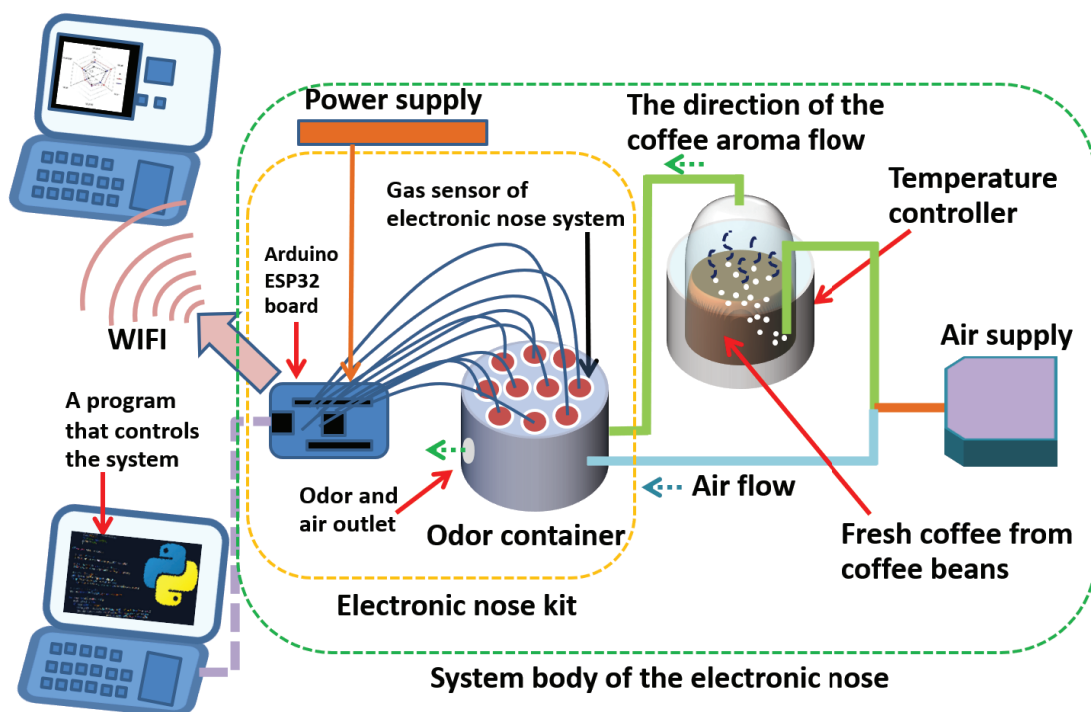 Power supply
The direction of the
coffee aroma flow
Gas sensor of
electronic nose system
Temperature
controller
Arduino
ESP32
board
WIFI
Air supply
A program
that controls
the system
Odor and
air outlet
Air flow
Odor container
Fresh coffee from
coffee beans
Electronic nose kit
System body of the electronic nose